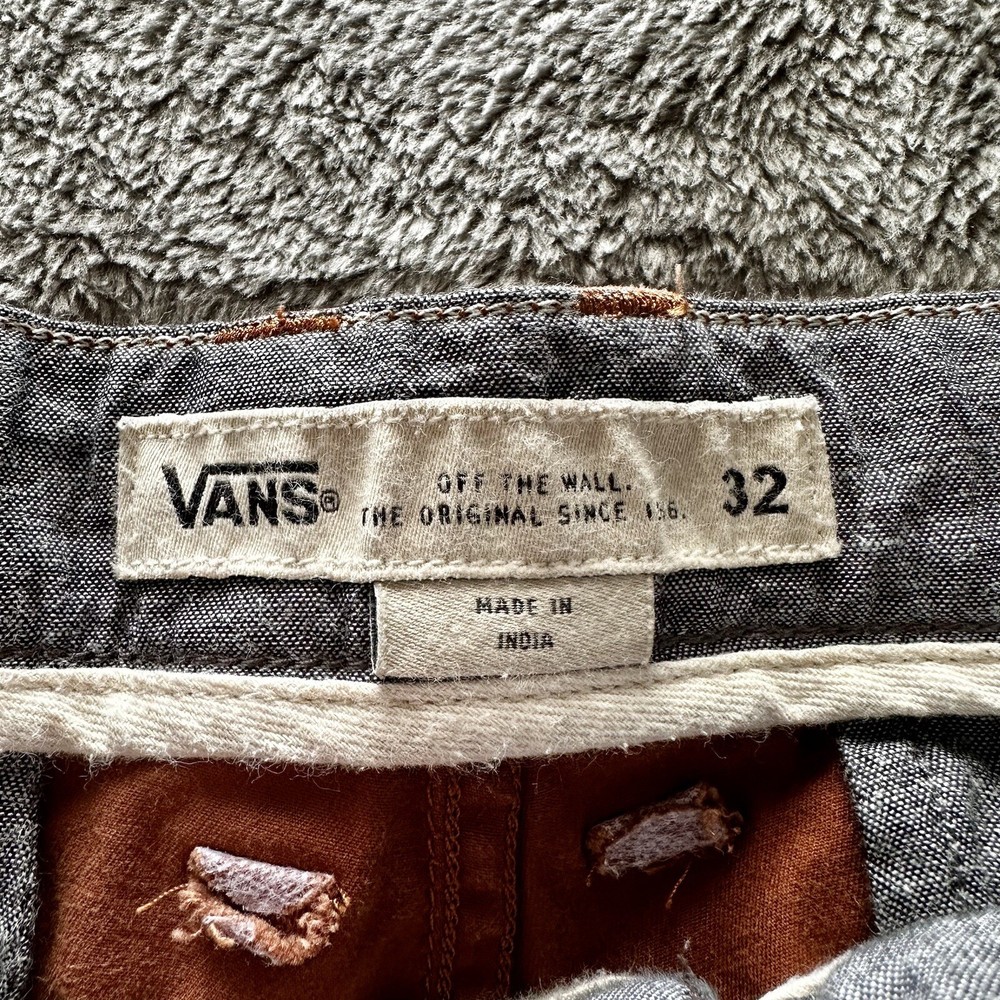 VANS® OFF THE WALL. 32
THE ORIGINAL SINCE
MADE IN
INDIA